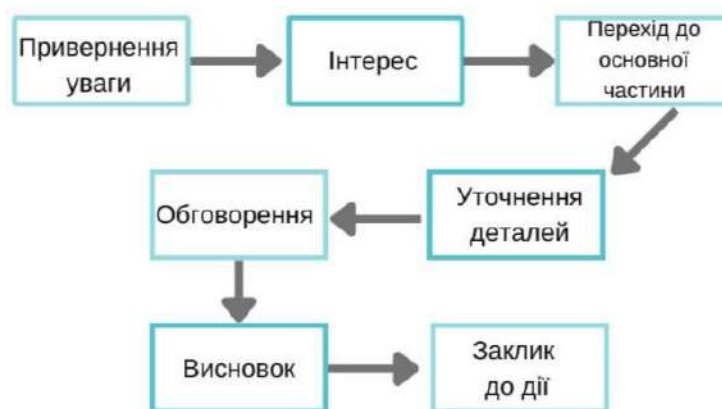 Привернення
уваги
Інтерес
Перехід до
основної
частини
Уточнення
деталей
Обговорення
Висновок
Заклик
до дії